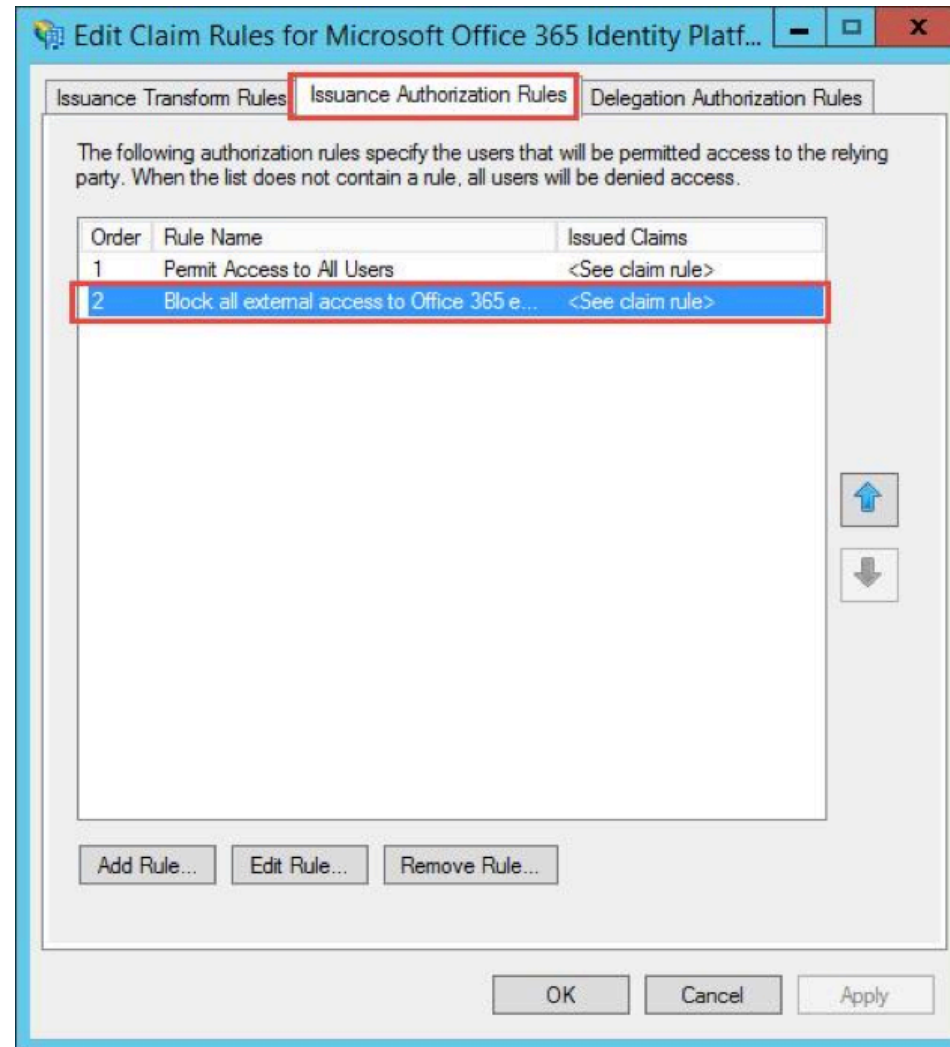 Edit Claim Rules for Microsoft Office 365 Identity Platf...
Issuance Transform Rules Issuance Authorization Rules Delegation Authorization Rules
The following authorization rules specify the users that will be permitted access to the relying
party. When the list does not contain a rule, all users will be denied access.
Order Rule Name Issued Claims
1 Permit Access to All Users <See claim rule>
2 Block all external access to Office 365 e... <See claim rule>
Add Rule... Edit Rule... Remove Rule...
OK Cancel Apply